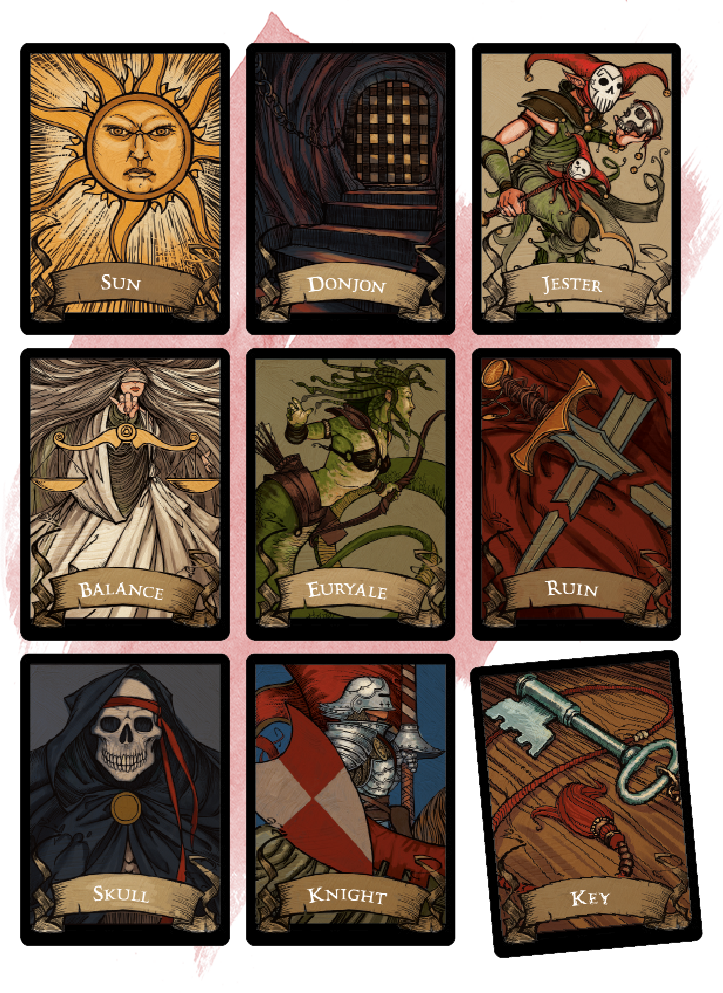 Sun
Donjon
Jester
Balance
Euryale
Ruin
Skull
Knight
Key